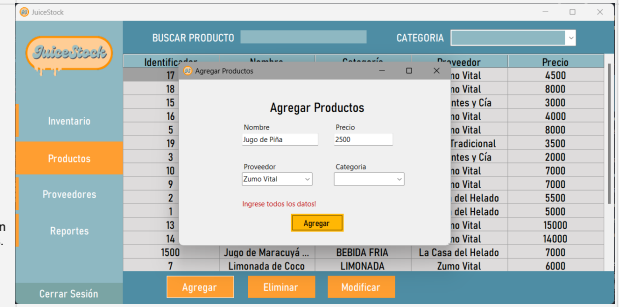 JuiceStock
JuiceStock
BUSCAR PRODUCTO
CATEGORIA
Inventario
Productos
Proveedores
Reportes
Cerrar Sesión
Identificador Nombre Categoría Proveedor Precio
17 Zumo Vital 4500
18 mo Vital 8000
15 ntes y Cía 3000
16 mo Vital 4000
5 mo Vital 8000
19 Tradicional 3500
3 ntes y Cía 2000
10 mo Vital 7000
9 mo Vital 7000
2 del Helado 5500
1 del Helado 5000
13 mo Vital 15000
14 mo Vital 14000
1500 Jugo de Maracuyá ... BEBIDA FRIA La Casa del Helado 7000
7 Limonada de Coco LIMONADA Zumo Vital 6000
Agregar Productos
Agregar Productos
Nombre Precio
Jugo de Piña 2500
Proveedor Categoria
Zumo Vital
Ingrese todos los datos!
Agregar
Agregar Eliminar Modificar